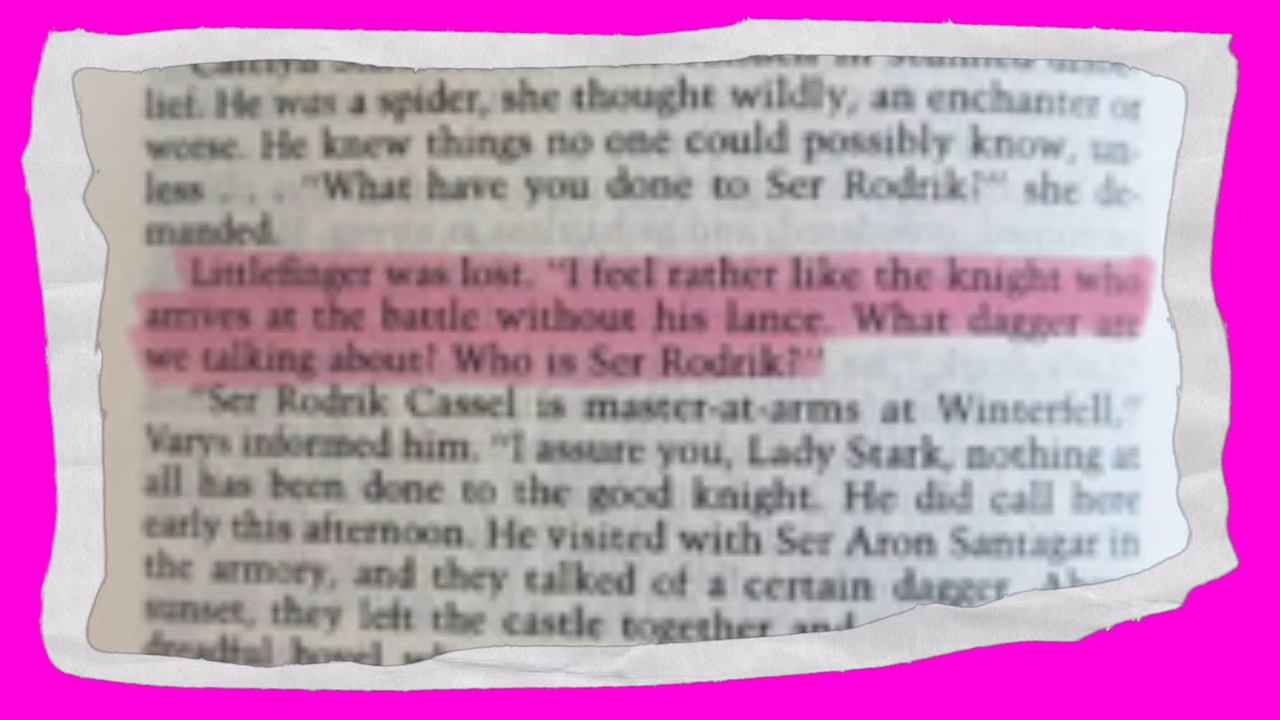 lief. He was a spider, she thought wildly, an enchanter or
worse. He knew things no one could possibly know, un-
less . . . "What have you done to Ser Rodrik?" she de-
manded.
Littlefinger was lost. "I feel rather like the knight who
arrives at the battle without his lance. What dagger are
we talking about? Who is Ser Rodrik?"
"Ser Rodrik Cassel is master-at-arms at Winterfell,"
Varys informed him. "I assure you, Lady Stark, nothing at
all has been done to the good knight. He did call here
early this afternoon. He visited with Ser Aron Santagar in
the armory, and they talked of a certain dagger.
sunset, they left the castle together and
dreadful hovel